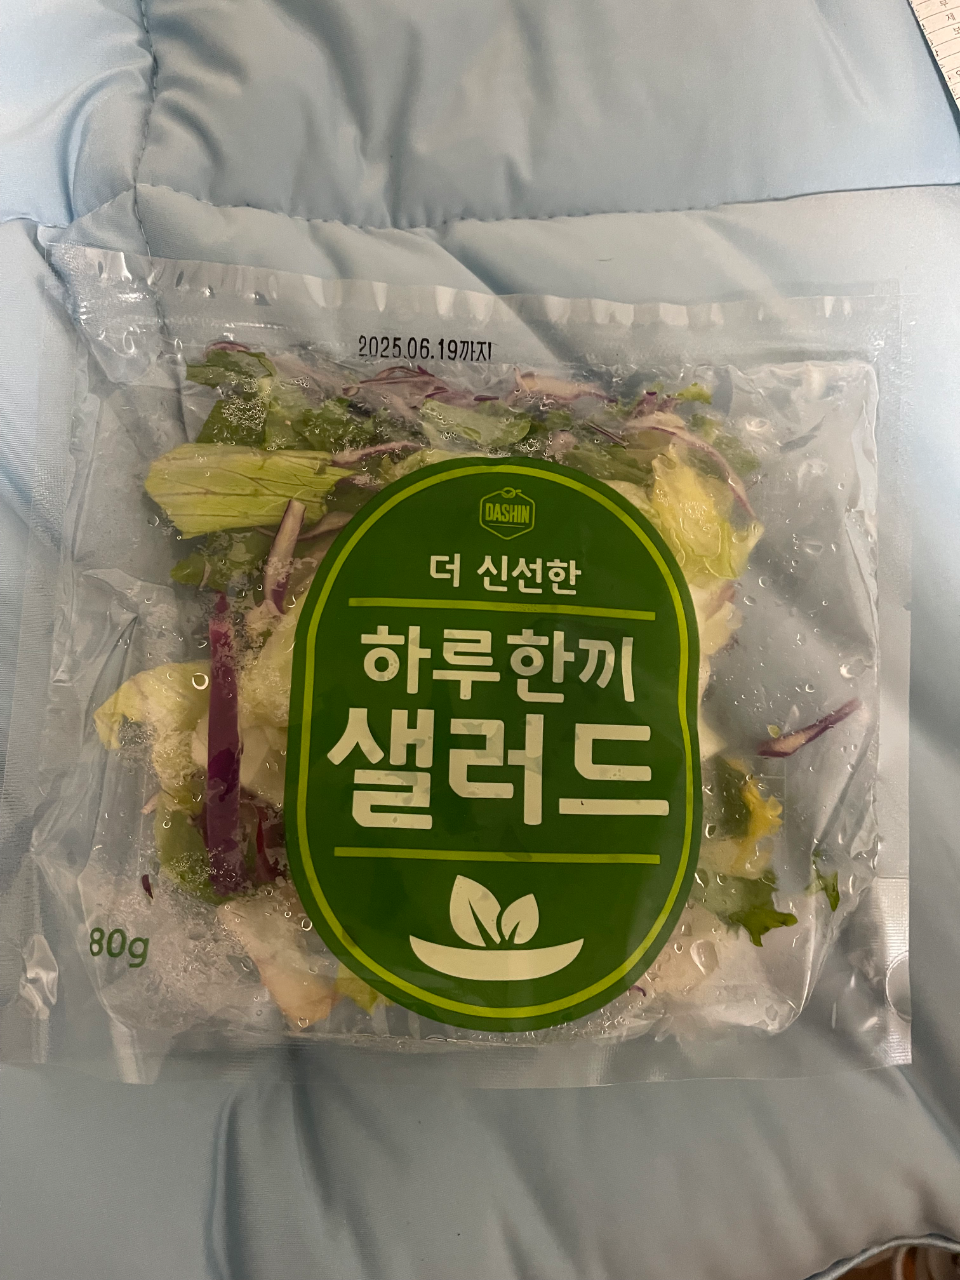 2025.06.19까지
DASHIN
더 신선한
하루한끼
샐러드
80g